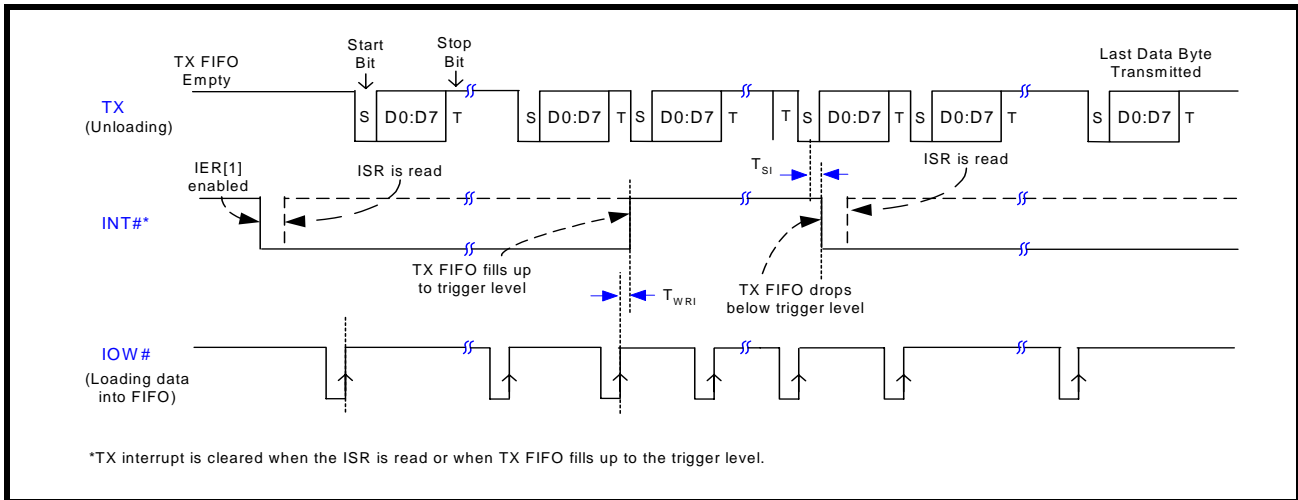 Start
Bit
Stop
Bit
TX FIFO
Empty
Last Data Byte
Transmitted
TX
(Unloading)
S D0:D7 T S D0:D7 T S D0:D7 T T S D0:D7 T S D0:D7 T S D0:D7 T
IER[1]
enabled
ISR is read
TSI
ISR is read
INT#*
TX FIFO fills up
to trigger level
TWRI
TX FIFO drops
below trigger level
IOW#
(Loading data
into FIFO)
*TX interrupt is cleared when the ISR is read or when TX FIFO fills up to the trigger level.